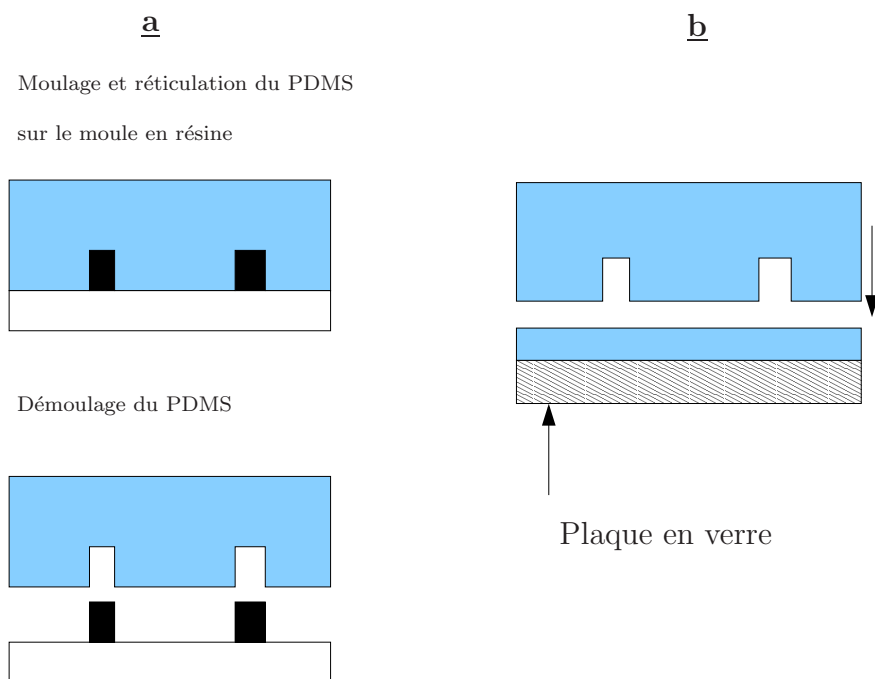 a
Moulage et réticulation du PDMS
sur le moule en résine
Démoulage du PDMS
b
Plaque en verre